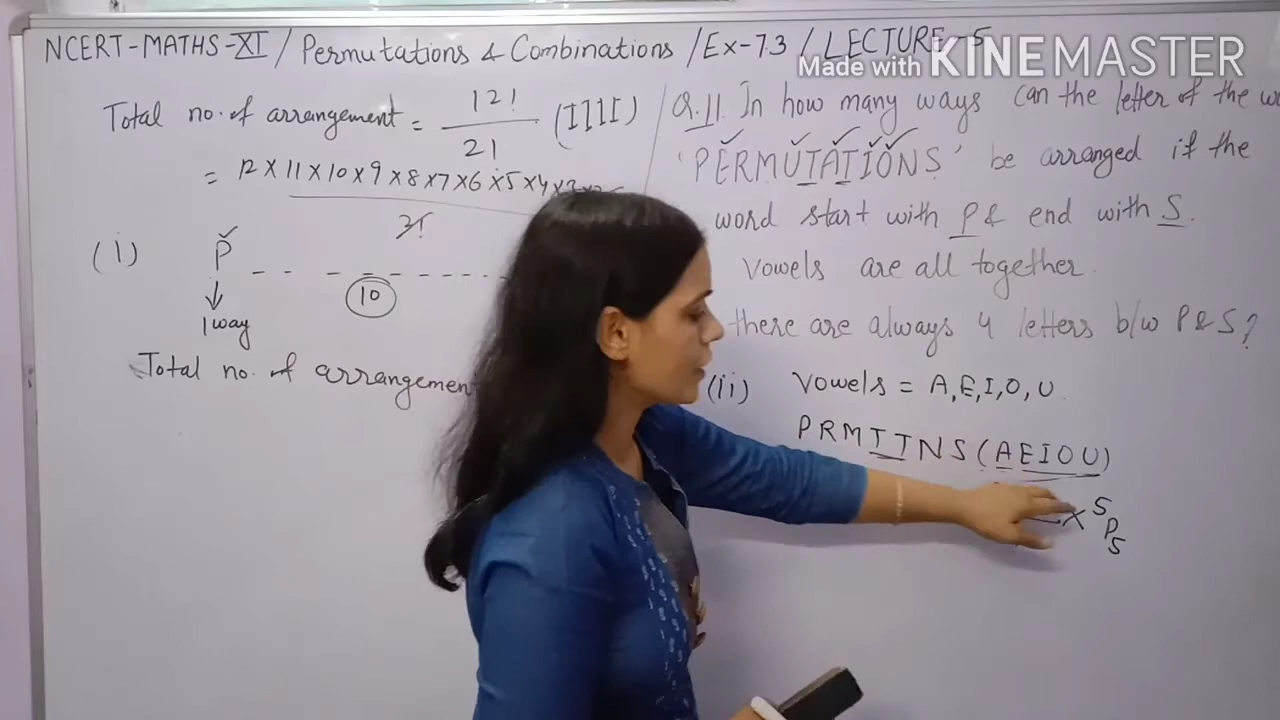 NCERT-MATHS-XI / Permutations & Combinations / Ex-7.3 / LECTURE-5
Made with KINEMASTER
Total no. of arrangement = 12! / 2! (IIII)
= 12 X 11 X 10 X 9 X 8 X 7 X 6 X 5 X 4 X
(i) P
10
1 way
Total no. of arrangement
Q.11. In how many ways can the letter of the
'PERMUTATIONS' be arranged if the
word start with P & end with S.
Vowels are all together.
there are always 4 letters b/w P & S?
(ii) Vowels = A, E, I, O, U.
PRMTTNS (AEIOU)
X 5P5